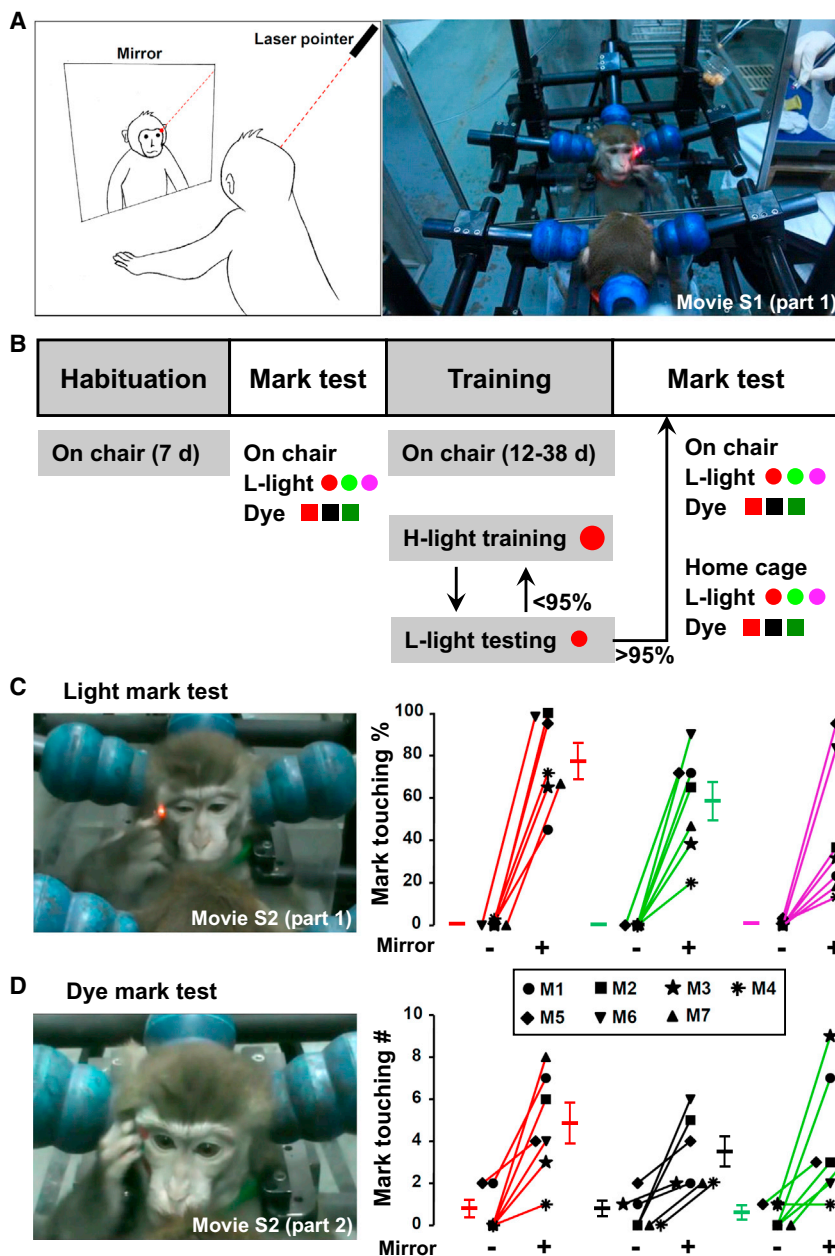 A
Mirror
Laser pointer
Movie S1 (part 1)
B
Habituation
Mark test
Training
Mark test
On chair (7 d)
On chair
L-light
Dye
On chair (12-38 d)
H-light training
<95%
L-light testing
>95%
On chair
L-light
Dye
Home cage
L-light
Dye
C
Light mark test
Movie S2 (part 1)
Mark touching %
100
80
60
40
20
0
Mirror - + - + - +
D
Dye mark test
Movie S2 (part 2)
M1 M2 M3 M4
M5 M6 M7
Mark touching #
10
8
6
4
2
0
Mirror - + - + - +